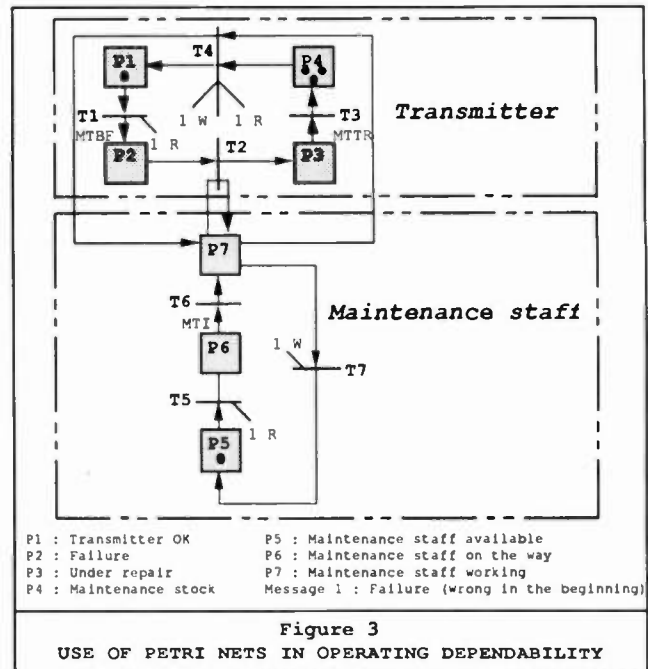 T4
P1
P4
T1
1 W
1 R
T3
Transmitter
MTBF
1 R
T2
MTTR
P2
P3
P7
T6
Maintenance staff
MTI
P6
1 W
T7
T5
1 R
P5
P1 : Transmitter OK
P5 : Maintenance staff available
P2 : Failure
P6 : Maintenance staff on the way
P3 : Under repair
P7 : Maintenance staff working
P4 : Maintenance stock
Message 1 : Failure (wrong in the beginning)
Figure 3
USE OF PETRI NETS IN OPERATING DEPENDABILITY